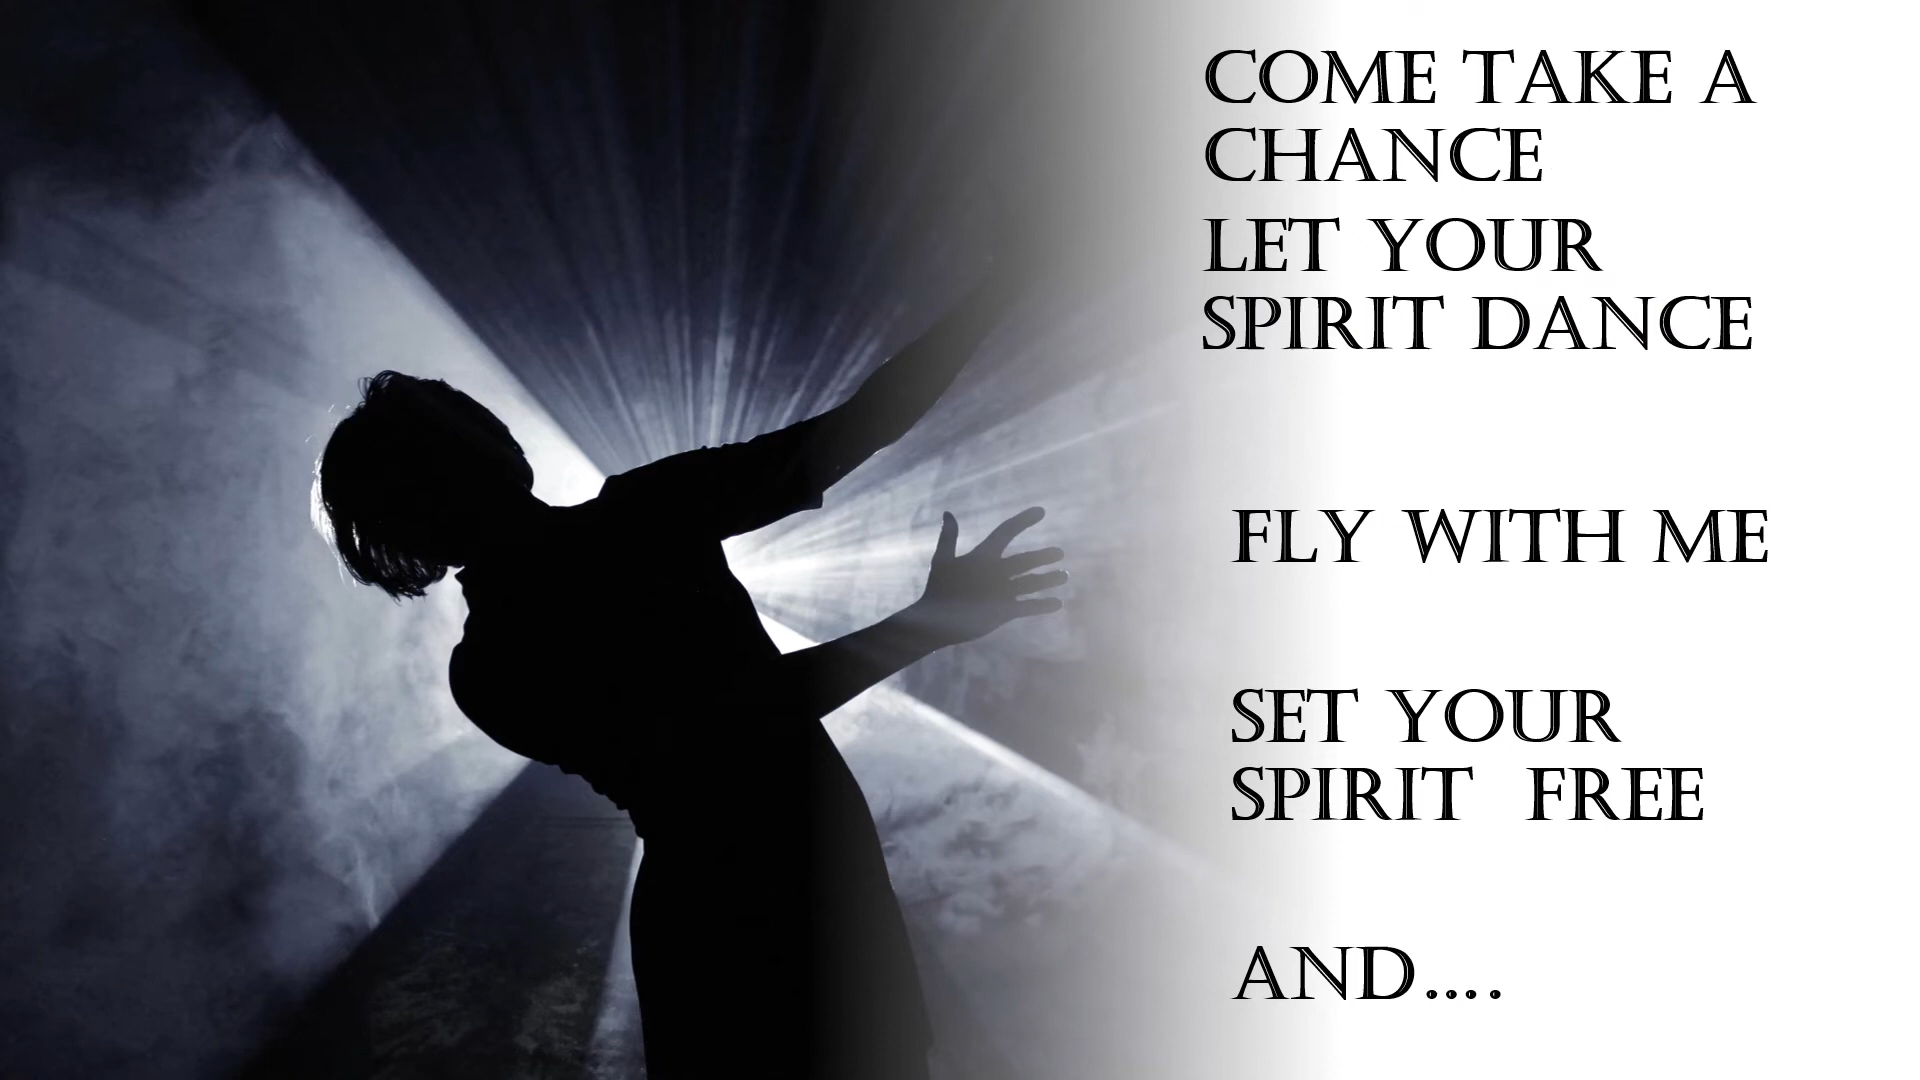 COME TAKE A
CHANCE
LET YOUR
SPIRIT DANCE
FLY WITH ME
SET YOUR
SPIRIT FREE
AND....